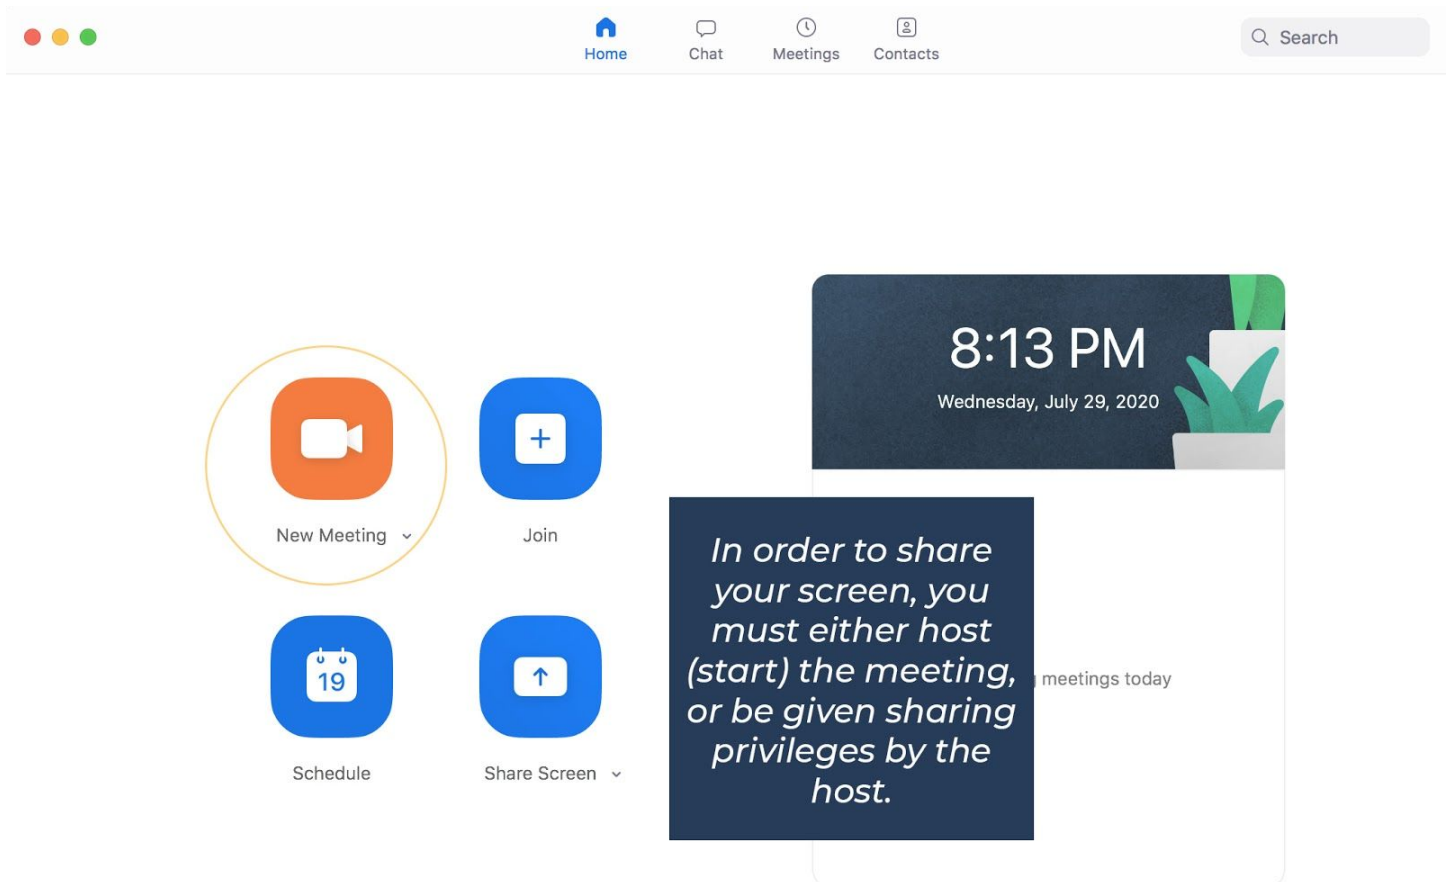 Home
Chat
Meetings
Contacts
Search
8:13 PM
Wednesday, July 29, 2020
New Meeting
Join
19
Schedule
Share Screen
In order to share
your screen, you
must either host
(start) the meeting,
or be given sharing
privileges by the
host.
meetings today